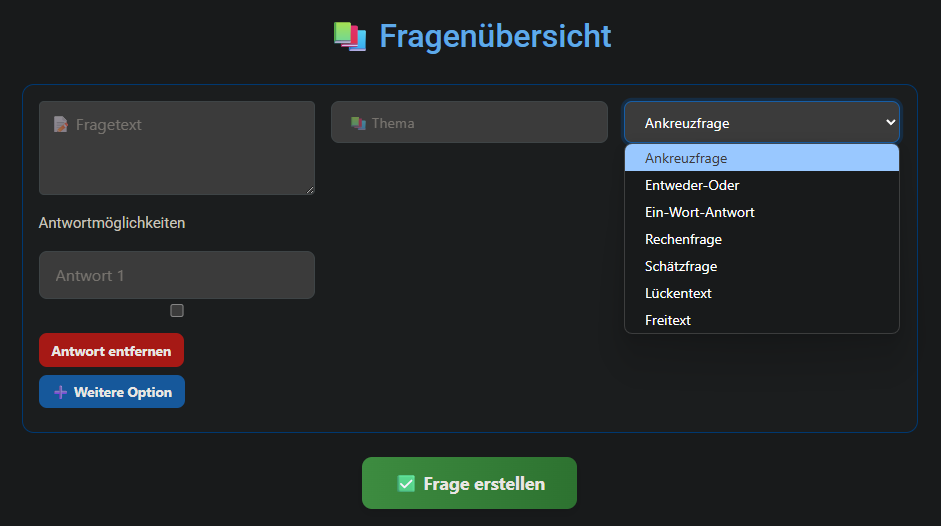 Fragenübersicht
Fragetext
Thema
Ankreuzfrage
Ankreuzfrage
Entweder-Oder
Ein-Wort-Antwort
Rechenfrage
Schätzfrage
Lückentext
Freitext
Antwortmöglichkeiten
Antwort 1
Antwort entfernen
Weitere Option
Frage erstellen